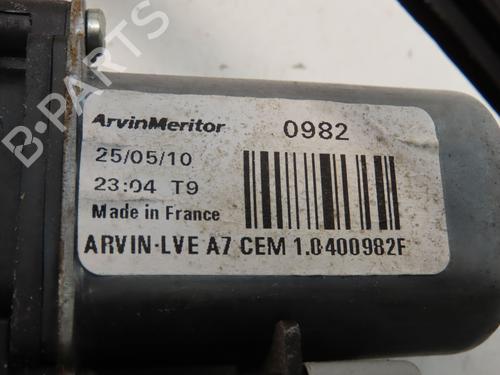 B-PARTS
ArvinMeritor 0982
25/05/10
23:04 T9
Made in France
ARVIN-LVE A7 CEM 1.0400982F